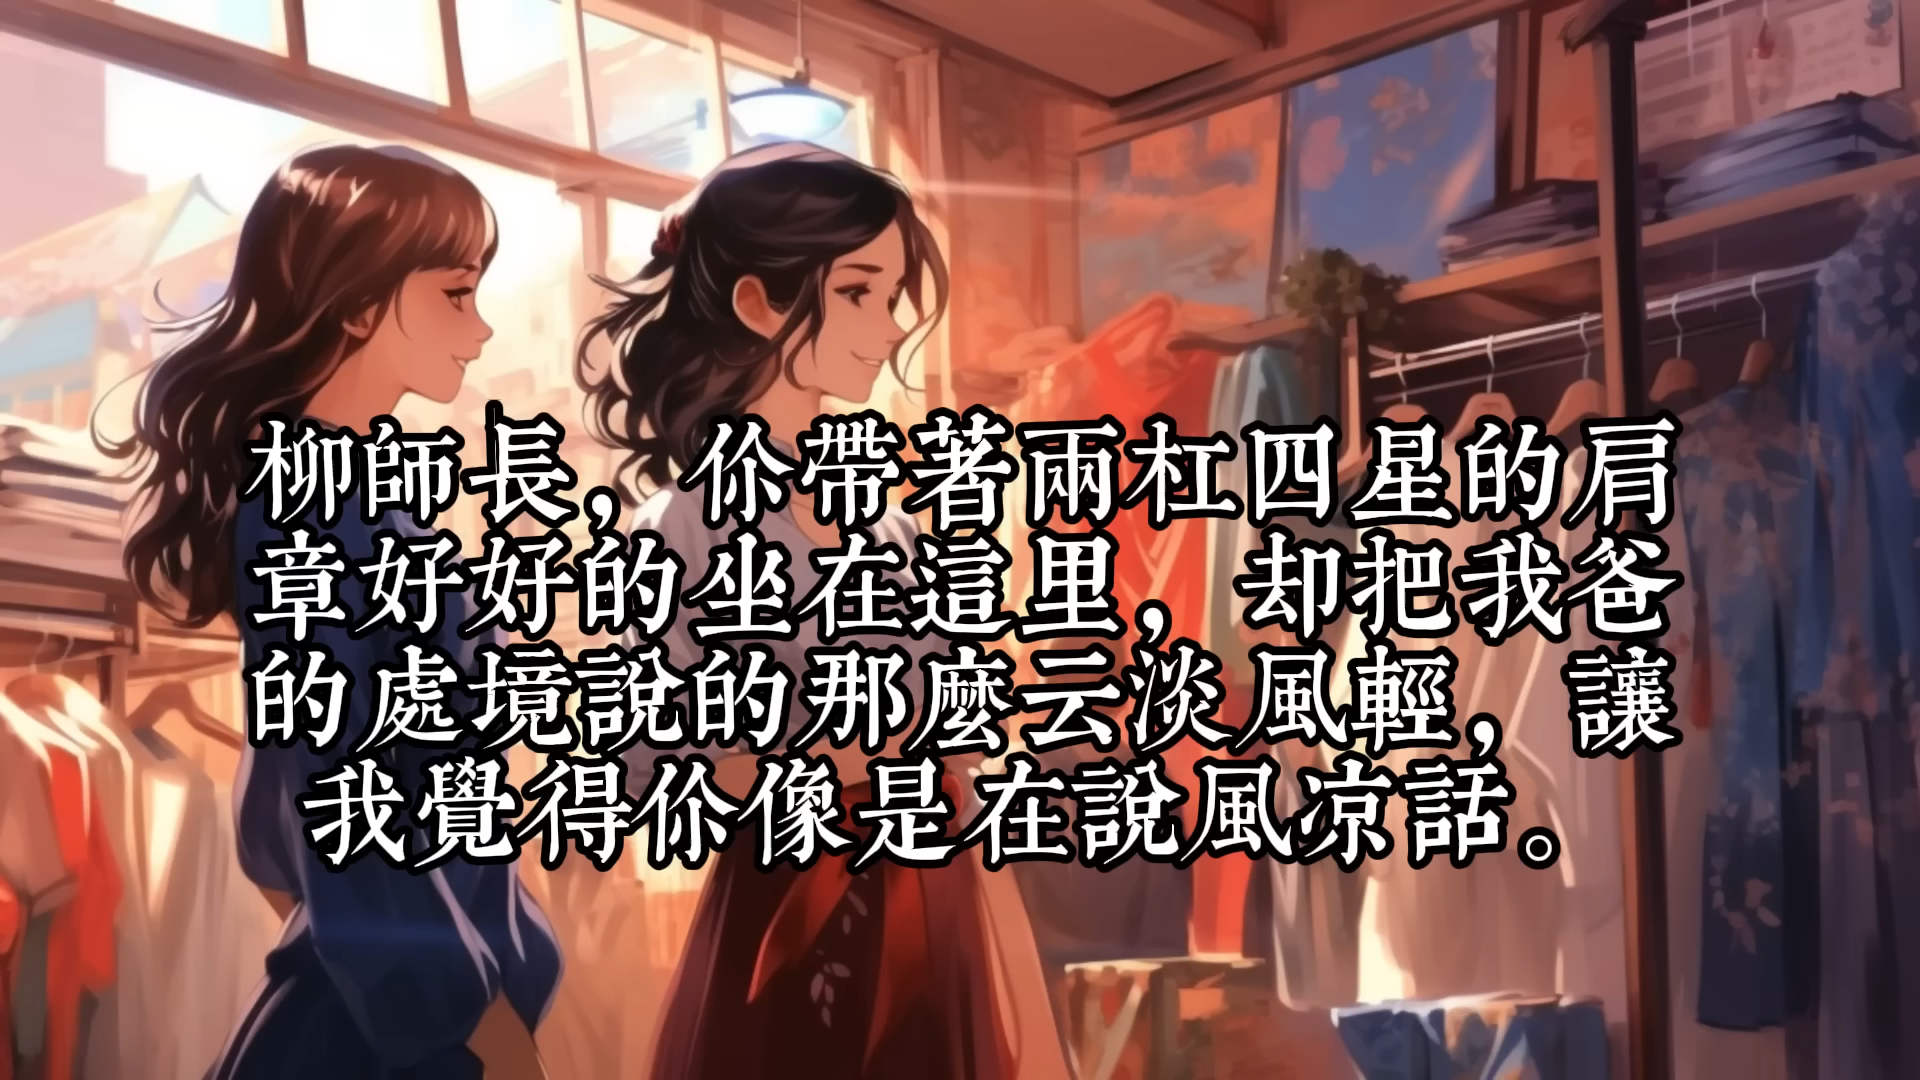 柳師長，伱帶著兩杠四星的肩
章好好的坐在這里，却把我爸
的處境說的那麼云淡風輕，讓
我覺得伱像是在說風凉話。